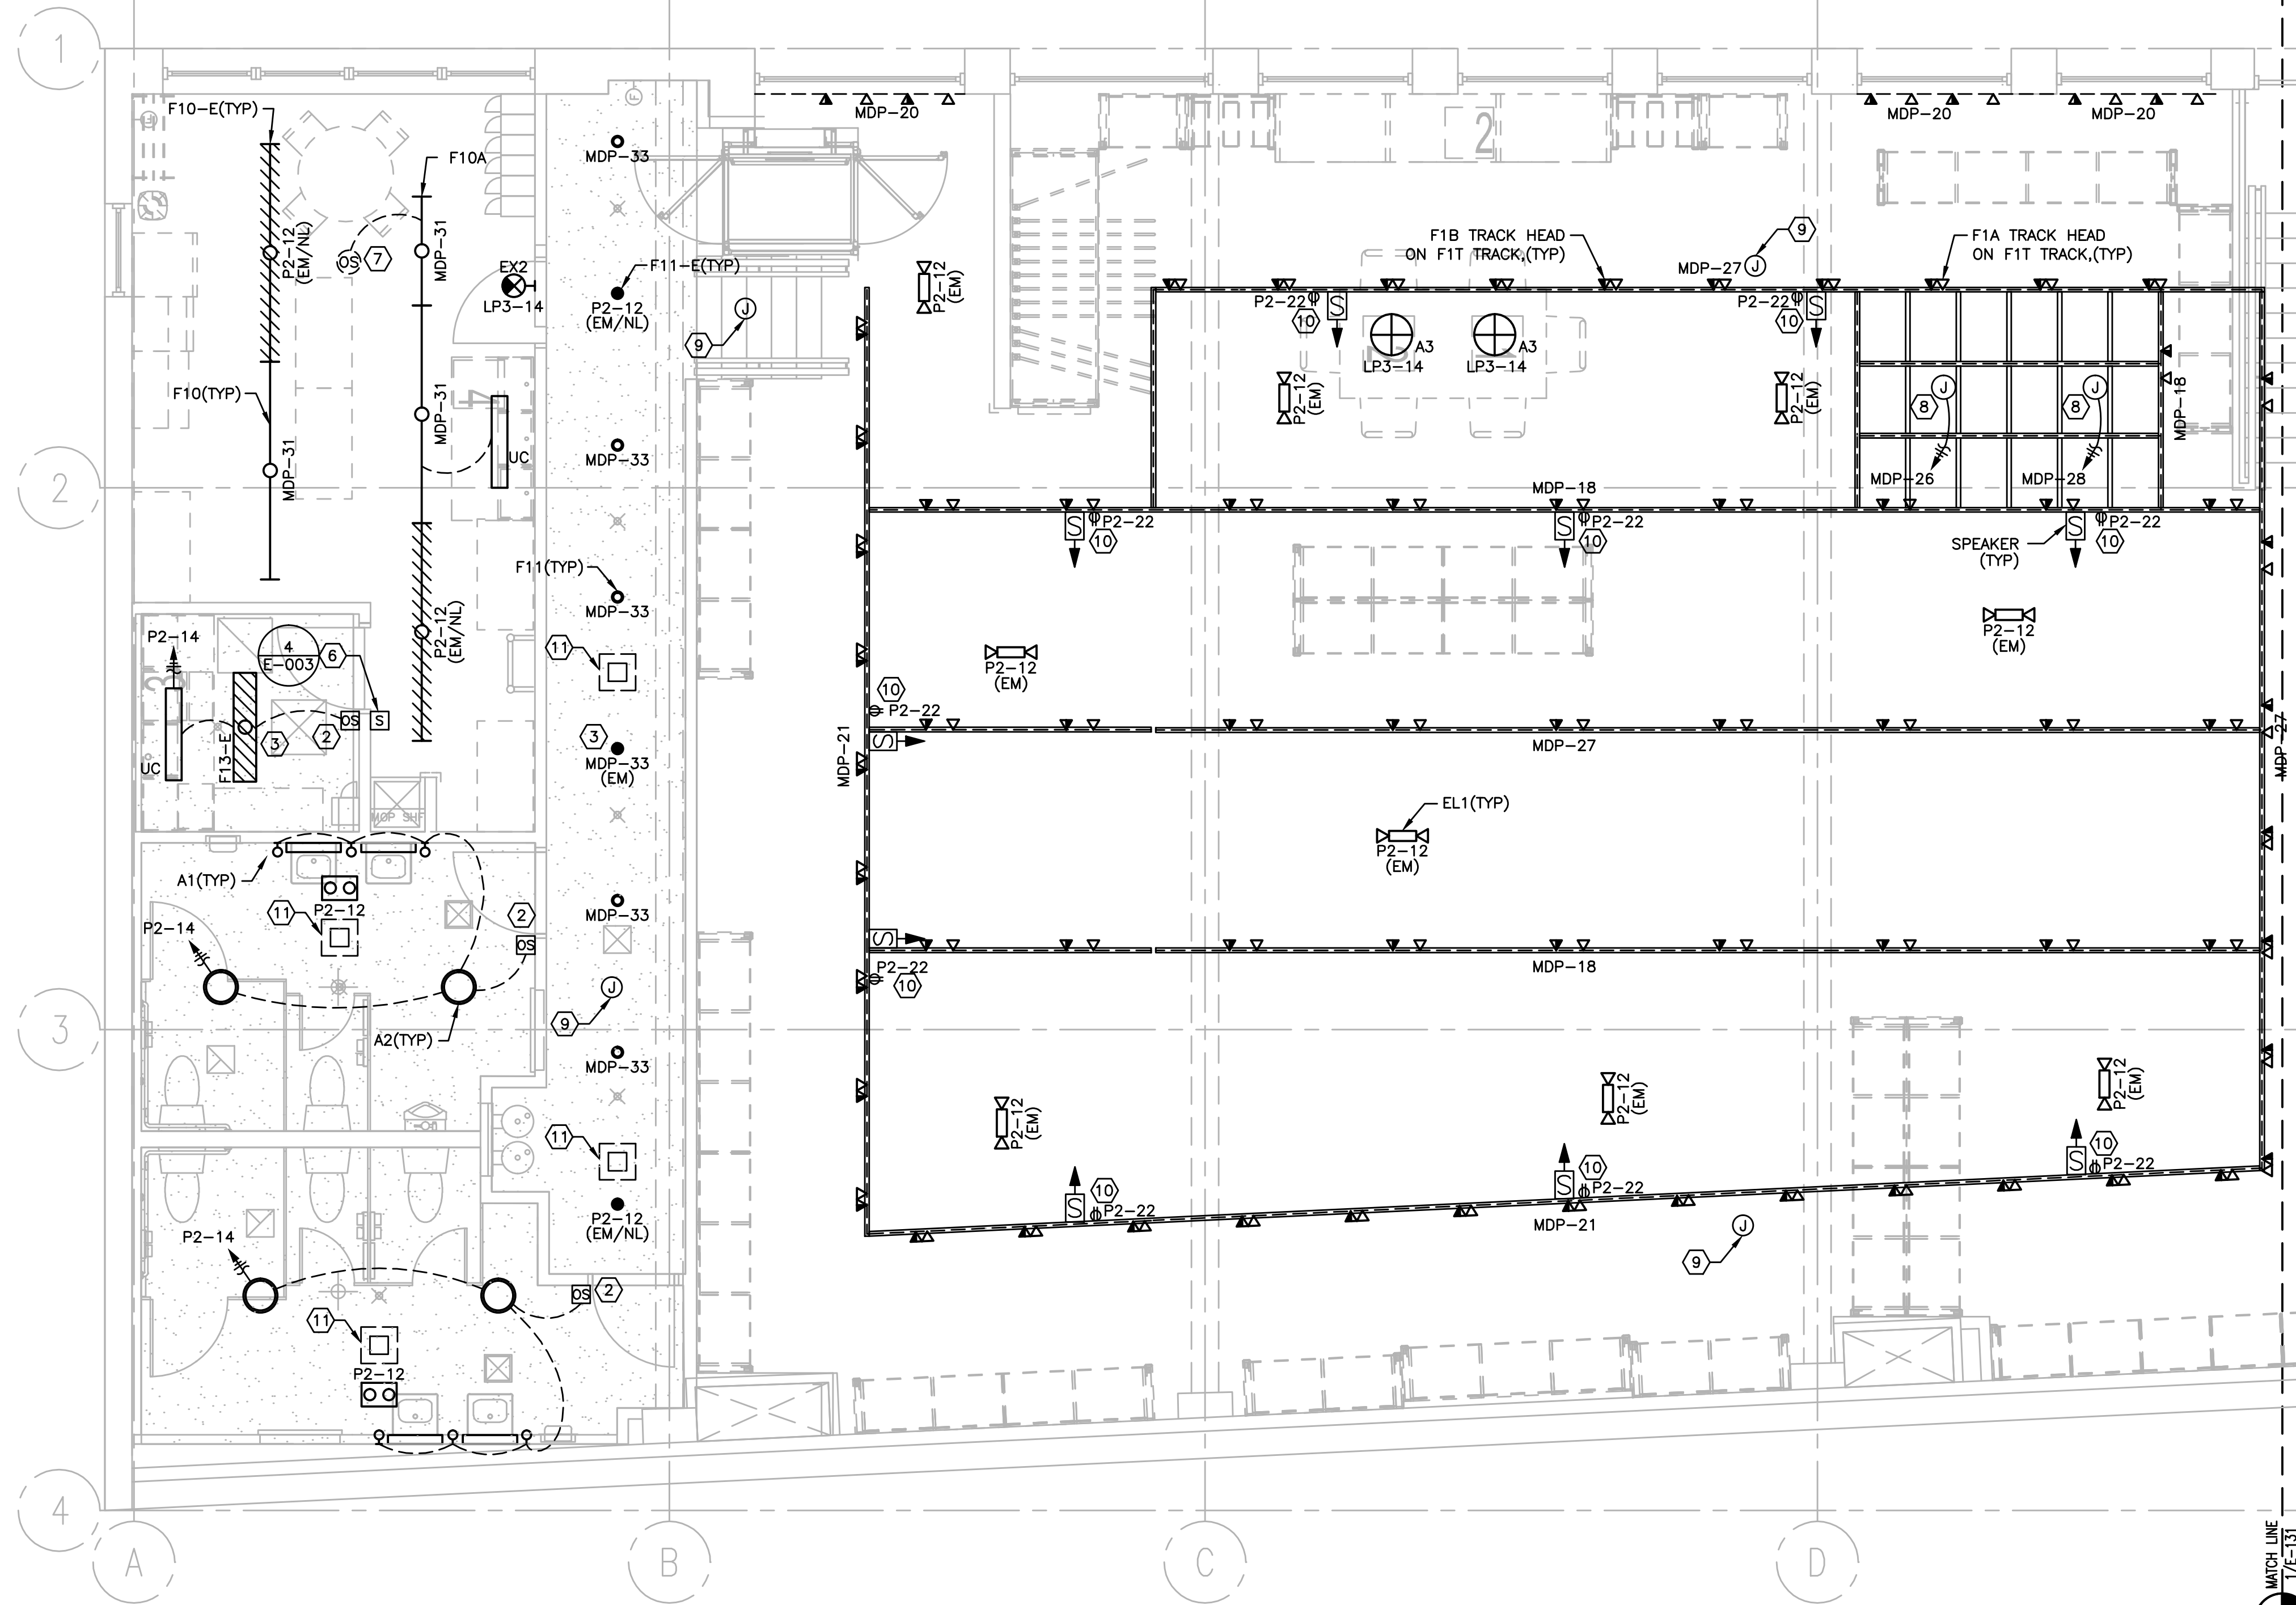 1
F10-E(TYP)
F10A
MDP-20
MDP-20
MDP-20
F
E
2
MDP-33
P2-12
(EM/NL)
MDP-31
OS
7
EX2
LP3-14
F11-E(TYP)
P2-12
(EM/NL)
J
9
P2-12
(EM)
F1B TRACK HEAD
ON F1T TRACK,(TYP)
MDP-27
J
9
F1A TRACK HEAD
ON F1T TRACK,(TYP)
P2-22
S
10
P2-22
S
10
A3
LP3-14
A3
LP3-14
P2-12
(EM)
P2-12
(EM)
8
J
8
J
MDP-18
F10(TYP)
MDP-31
MDP-31
UC
MDP-33
MDP-26
MDP-28
2
MDP-18
S
P2-22
10
S
P2-22
10
S
P2-22
10
SPEAKER
(TYP)
F11(TYP)
MDP-33
P2-12
(EM/NL)
P2-14
4
E-003
6
3
11
P2-12
(EM)
P2-12
(EM)
10
P2-22
S
OS
S
2
3
F13-E
UC
3
MDP-33
(EM)
MDP-21
MDP-27
MDP-27
MOP SHF
EL1(TYP)
P2-12
(EM)
A1(TYP)
P2-12
11
P2-14
2
OS
MDP-33
S
P2-22
10
MDP-18
J
9
3
A2(TYP)
MDP-33
P2-12
(EM)
P2-12
(EM)
P2-12
(EM)
11
10
S
P2-22
10
S
P2-22
10
S
P2-22
P2-12
(EM/NL)
MDP-21
J
9
P2-14
OS
2
11
P2-12
4
A
B
C
D
MATCH LINE
1/E-131